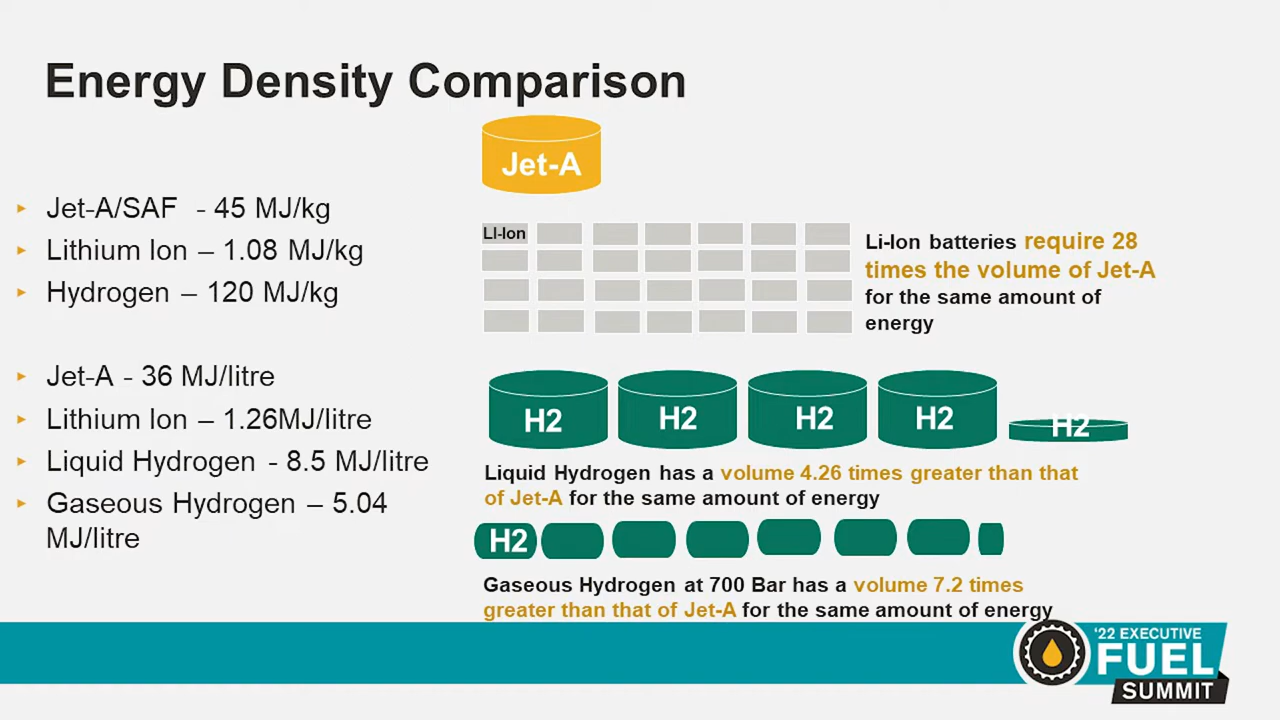 Energy Density Comparison
Jet-A
Jet-A/SAF - 45 MJ/kg
Lithium Ion – 1.08 MJ/kg
Hydrogen – 120 MJ/kg
Jet-A - 36 MJ/litre
Lithium Ion – 1.26MJ/litre
Liquid Hydrogen - 8.5 MJ/litre
Gaseous Hydrogen – 5.04
MJ/litre
LI-Ion
Li-Ion batteries require 28
times the volume of Jet-A
for the same amount of
energy
H2 H2 H2 H2 H2
Liquid Hydrogen has a volume 4.26 times greater than that
of Jet-A for the same amount of energy
H2
Gaseous Hydrogen at 700 Bar has a volume 7.2 times
greater than that of Jet-A for the same amount of energy
'22 EXECUTIVE
FUEL
SUMMIT